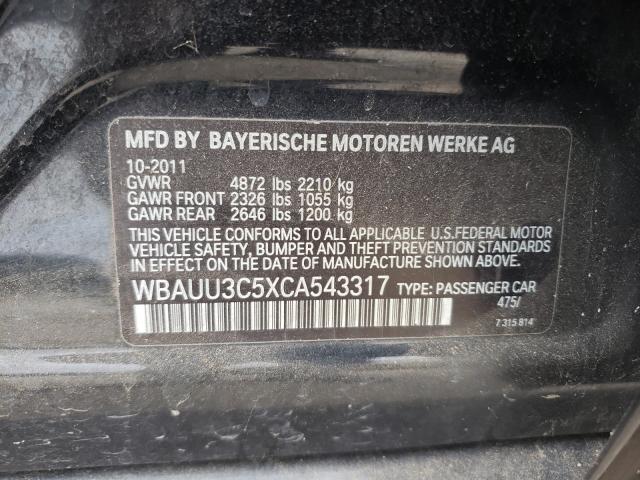 MFD BY BAYERISCHE MOTOREN WERKE AG
10-2011
GVWR 4872 lbs 2210 kg
GAWR FRONT 2326 lbs 1055 kg
GAWR REAR 2646 lbs 1200 kg
THIS VEHICLE CONFORMS TO ALL APPLICABLE U.S. FEDERAL MOTOR
VEHICLE SAFETY, BUMPER AND THEFT PREVENTION STANDARDS
IN EFFECT ON THE DATE OF MANUFACTURE SHOWN ABOVE.
WBAUU3C5XCA543317 TYPE: PASSENGER CAR
475/
7 315 814